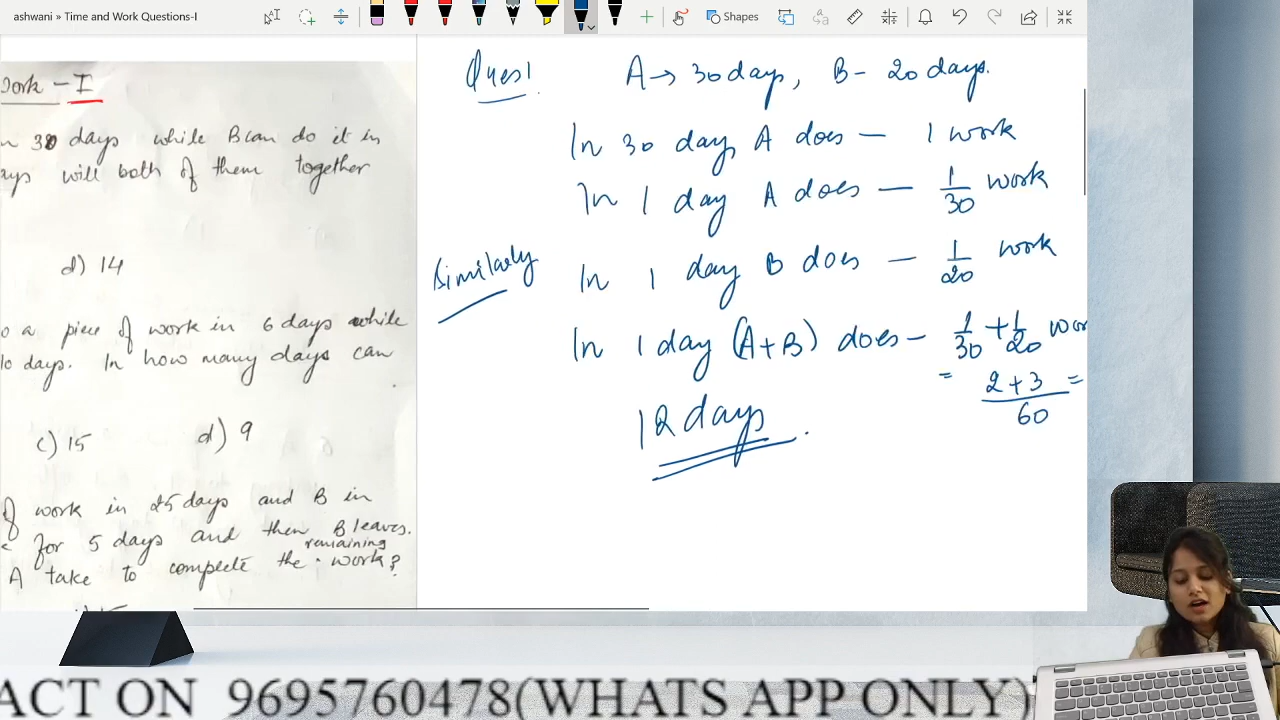 ashwani » Time and Work Questions-I
Shapes
Work - I
n 30 days while B can do it in
ays will both of them together
d) 14
o a piece of work in 6 days while
10 days. In how many days can
c) 15 d) 9
of work in 25 days and B in
for 5 days and then B leaves.
remaining
A take to complete the work?
Ques1 A → 30 days, B - 20 days.
In 30 day A does - 1 work
In 1 day A does - 1/30 work
Similarly In 1 day B does - 1/20 work
In 1 day (A+B) does - 1/30 + 1/20 wor
= 2+3/60 =
12 days
ACT ON 9695760478(WHATS APP ONLY)